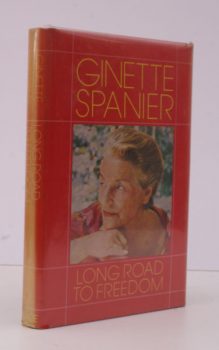 GINETTE
SPANIER
LONG ROAD
TO FREEDOM